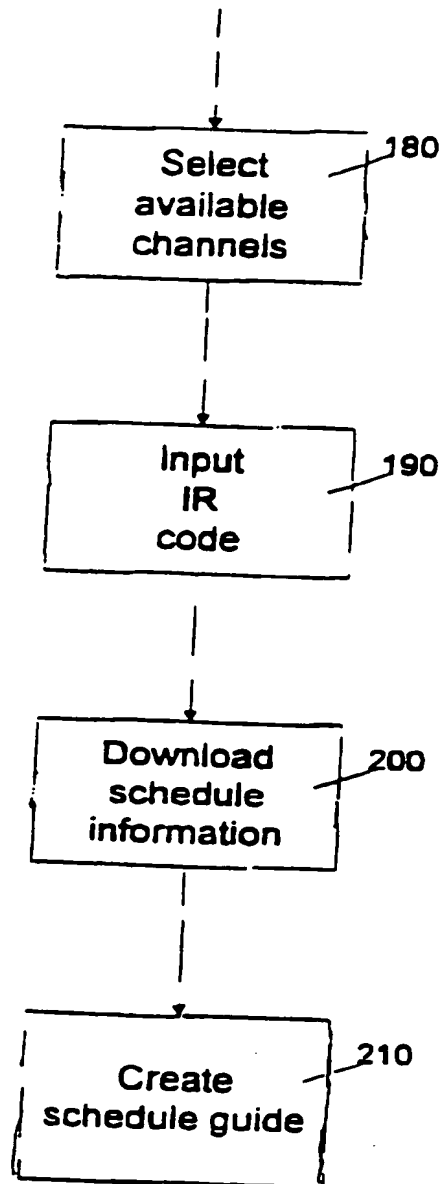 180
Select
available
channels
Input
190
IR
code
Download
200
schedule
information
210
Create
schedule guide